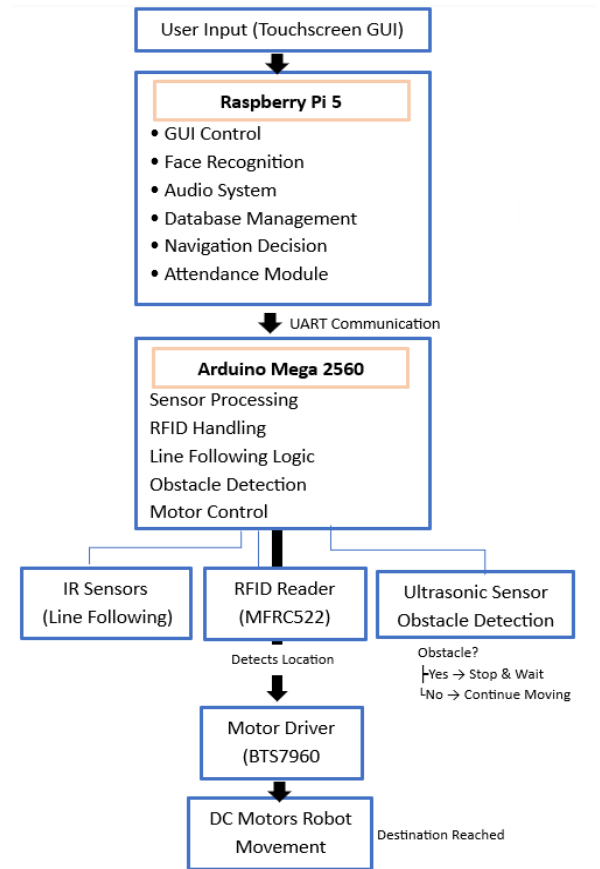 User Input (Touchscreen GUI)
Raspberry Pi 5
• GUI Control
• Face Recognition
• Audio System
• Database Management
• Navigation Decision
• Attendance Module
UART Communication
Arduino Mega 2560
Sensor Processing
RFID Handling
Line Following Logic
Obstacle Detection
Motor Control
IR Sensors
(Line Following)
RFID Reader
(MFRC522)
Ultrasonic Sensor
Obstacle Detection
Obstacle?
├Yes → Stop & Wait
└No → Continue Moving
Detects Location
Motor Driver
(BTS7960
DC Motors Robot
Movement
Destination Reached